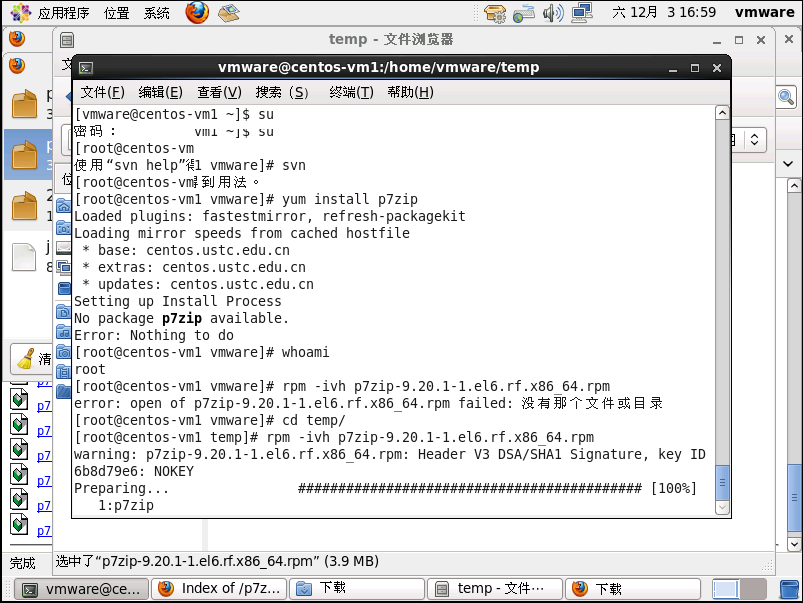 应用程序 位置 系统 六 12月 3 16:59 vmware
temp - 文件浏览器
vmware@centos-vm1:/home/vmware/temp
文件(F) 编辑(E) 查看(V) 搜索 (S) 终端(T) 帮助(H)
[vmware@centos-vm1 ~]$ su
密码： vm1 ~]$ su
[root@centos-vm
使用“svn help”得1 vmware]# svn
[root@centos-vm得到用法。
[root@centos-vm1 vmware]# yum install p7zip
Loaded plugins: fastestmirror, refresh-packagekit
Loading mirror speeds from cached hostfile
* base: centos.ustc.edu.cn
* extras: centos.ustc.edu.cn
* updates: centos.ustc.edu.cn
Setting up Install Process
No package p7zip available.
Error: Nothing to do
[root@centos-vm1 vmware]# whoami
root
[root@centos-vm1 vmware]# rpm -ivh p7zip-9.20.1-1.el6.rf.x86_64.rpm
error: open of p7zip-9.20.1-1.el6.rf.x86_64.rpm failed: 没有那个文件或目录
[root@centos-vm1 vmware]# cd temp/
[root@centos-vm1 temp]# rpm -ivh p7zip-9.20.1-1.el6.rf.x86_64.rpm
warning: p7zip-9.20.1-1.el6.rf.x86_64.rpm: Header V3 DSA/SHA1 Signature, key ID
6b8d79e6: NOKEY
Preparing... ########################################### [100%]
1:p7zip
清
p7
p7
p7
p7
p7
p7
p7
完成
选中了“p7zip-9.20.1-1.el6.rf.x86_64.rpm” (3.9 MB)
vmware@ce... Index of /p7z... 下载 temp - 文件... 下载